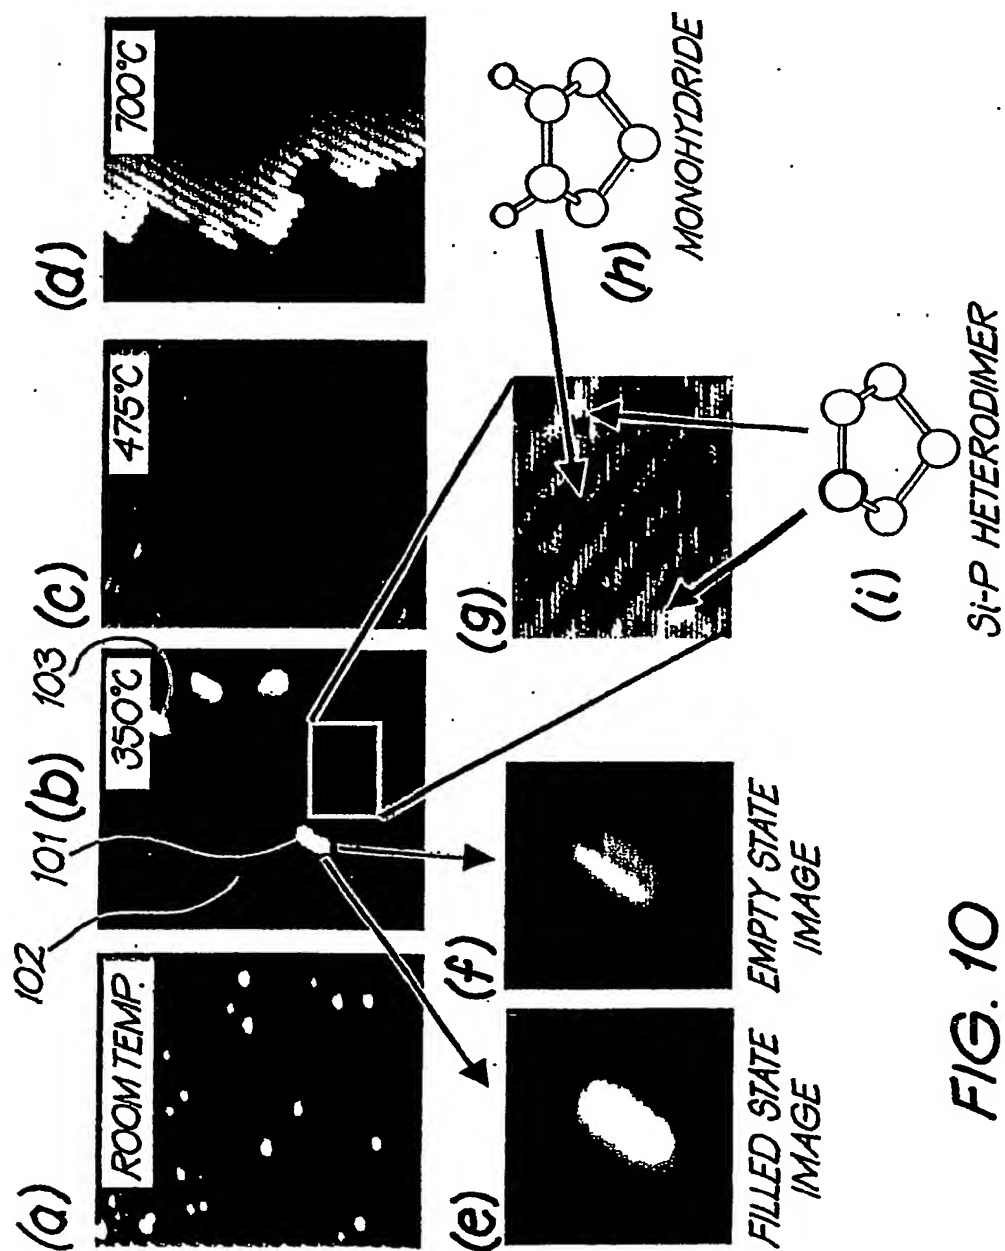 (a)
ROOM TEMP.
102
101
(b)
350°C
103
(c)
475°C
(d)
700°C
(e)
FILLED STATE
IMAGE
(f)
EMPTY STATE
IMAGE
(g)
(h)
MONOHYDRIDE
(i)
Si-P HETERODIMER
FIG. 10